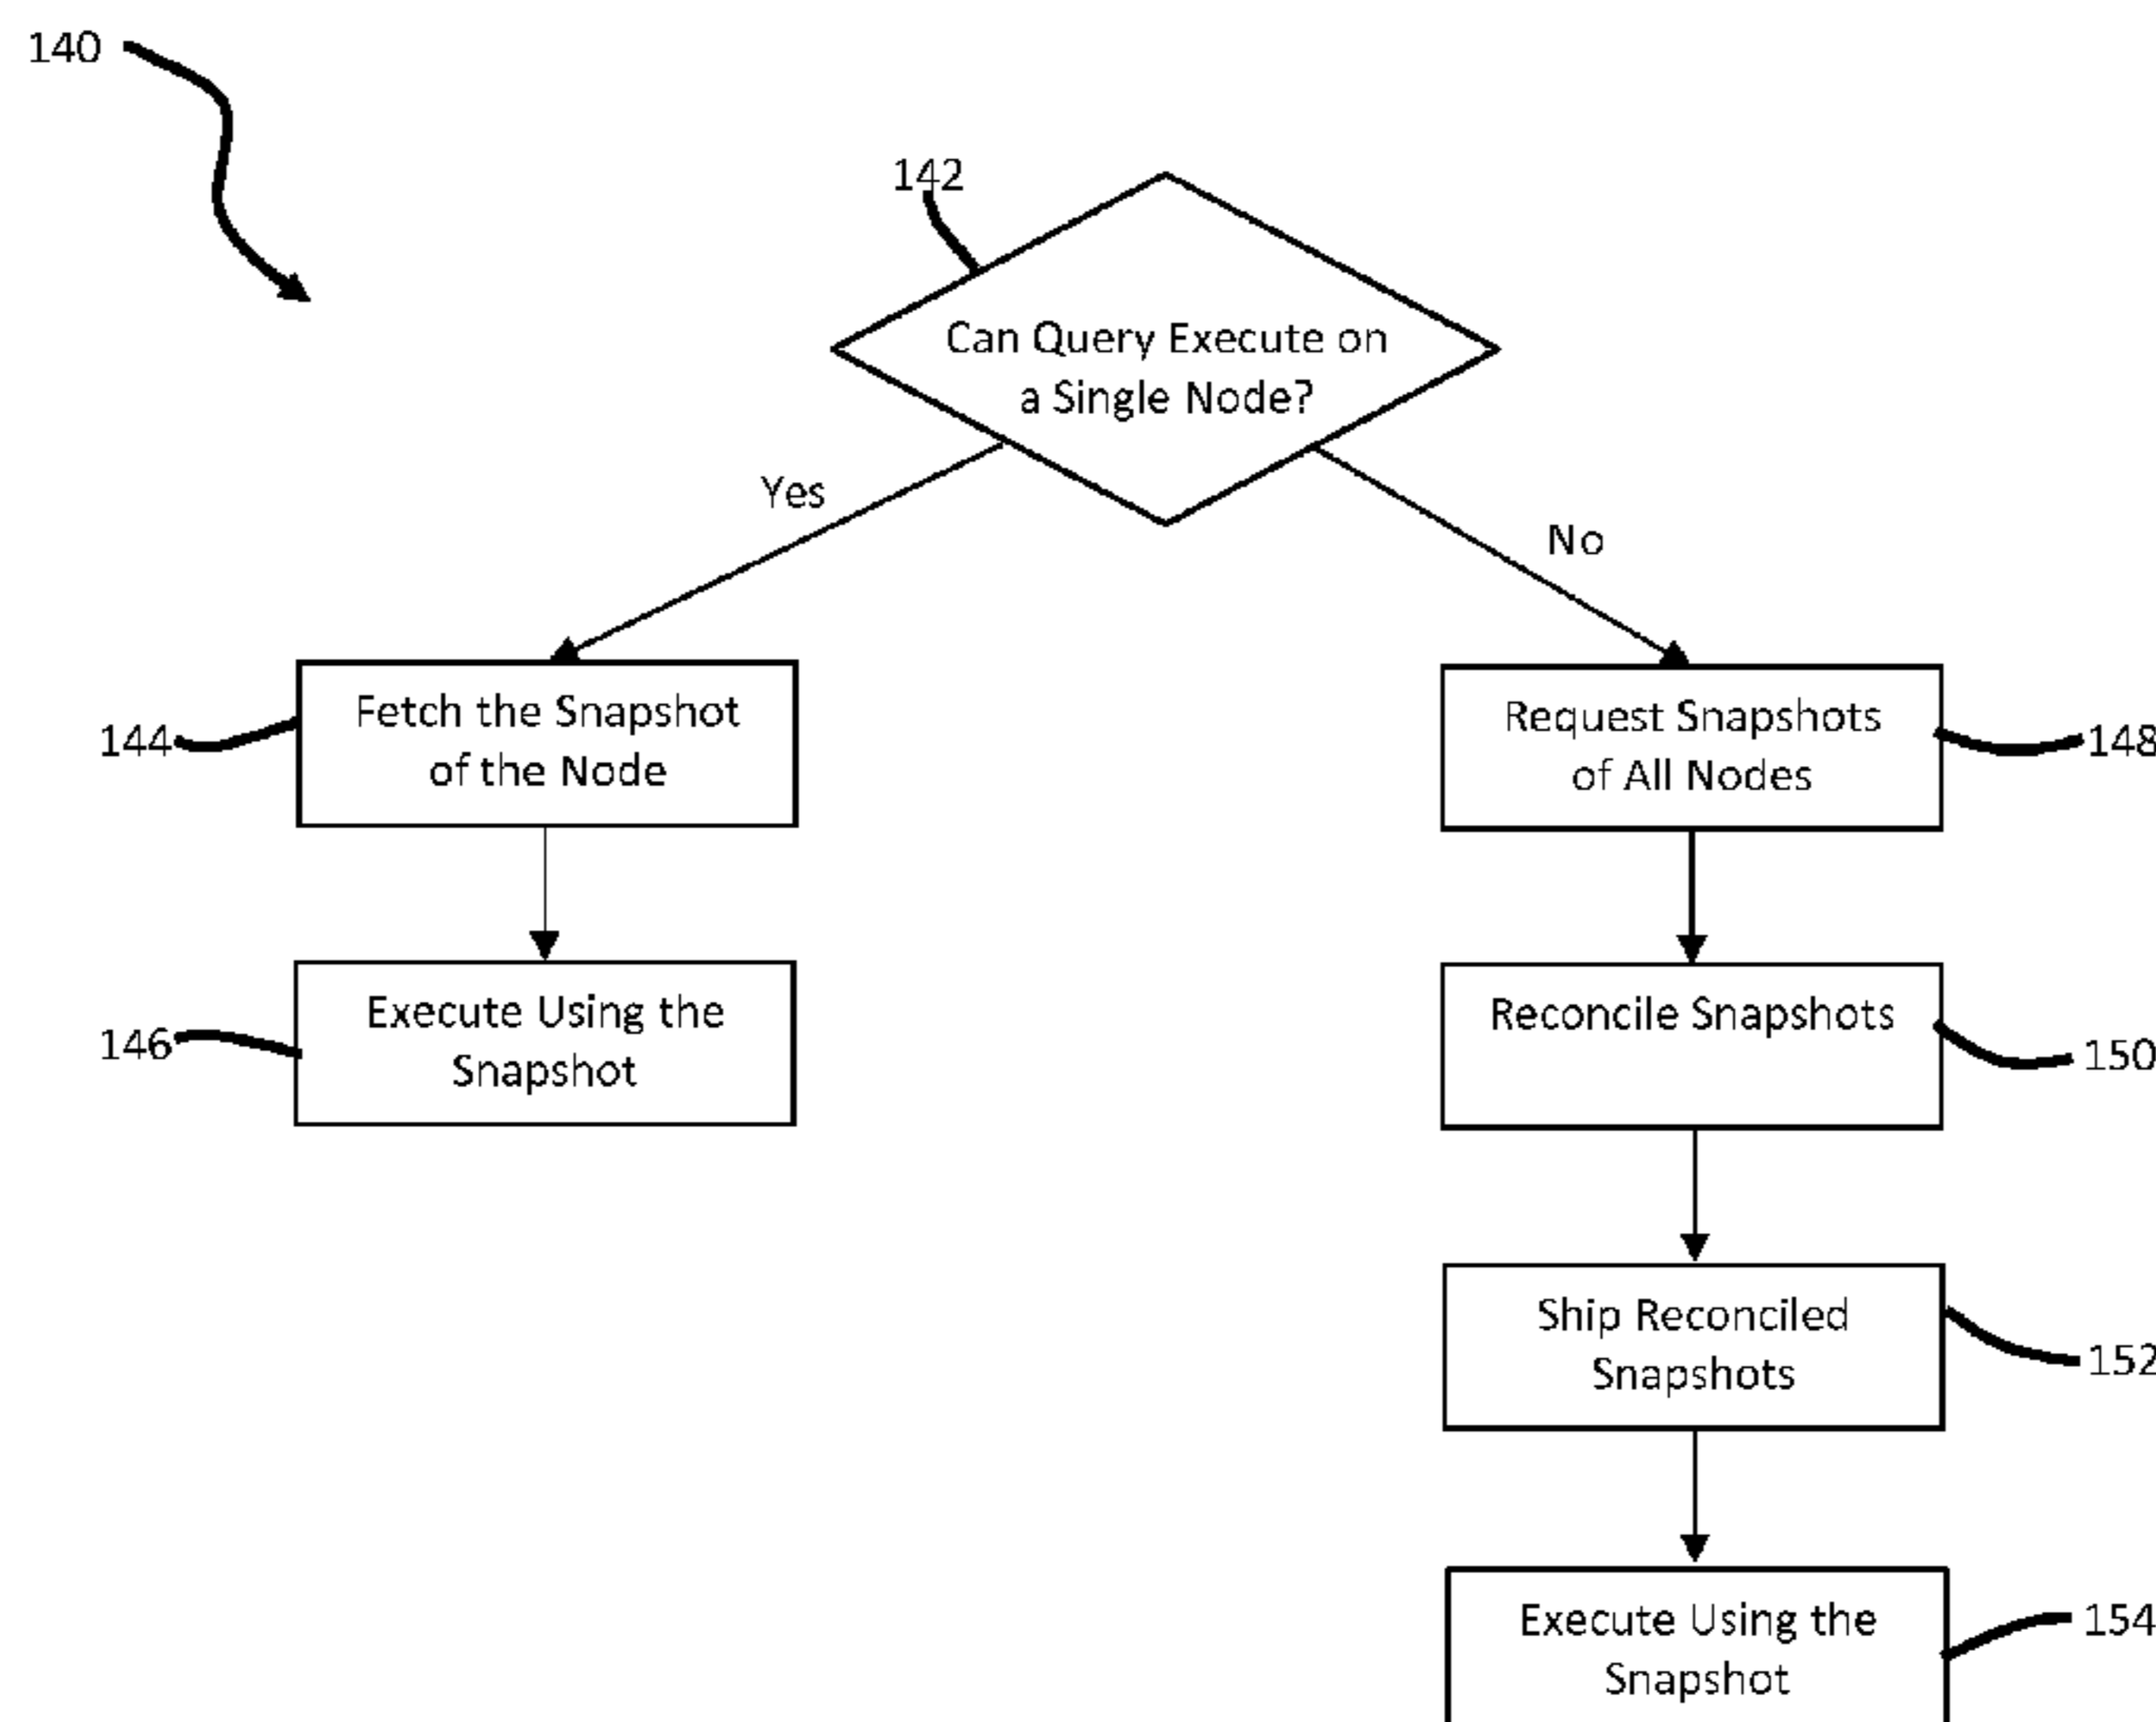 140
142
Can Query Execute on
a Single Node?
Yes
No
Fetch the Snapshot
of the Node
144
Request Snapshots
of All Nodes
148
Execute Using the
Snapshot
146
Reconcile Snapshots
150
Ship Reconciled
Snapshots
152
Execute Using the
Snapshot
154